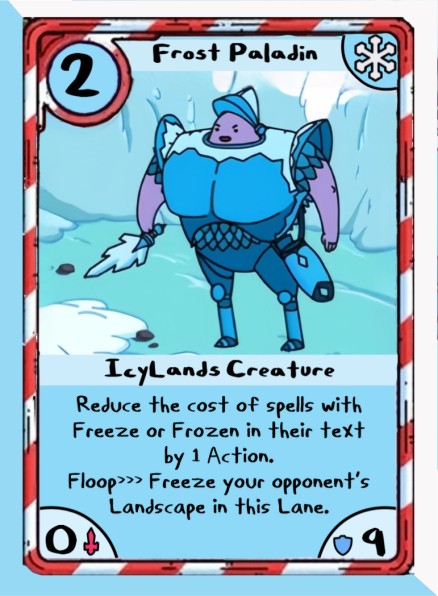 2
Frost Paladin
IcyLands Creature
Reduce the cost of spells with
Freeze or Frozen in their text
by 1 Action.
Floop>>> Freeze your opponent's
Landscape in this Lane.
0
9